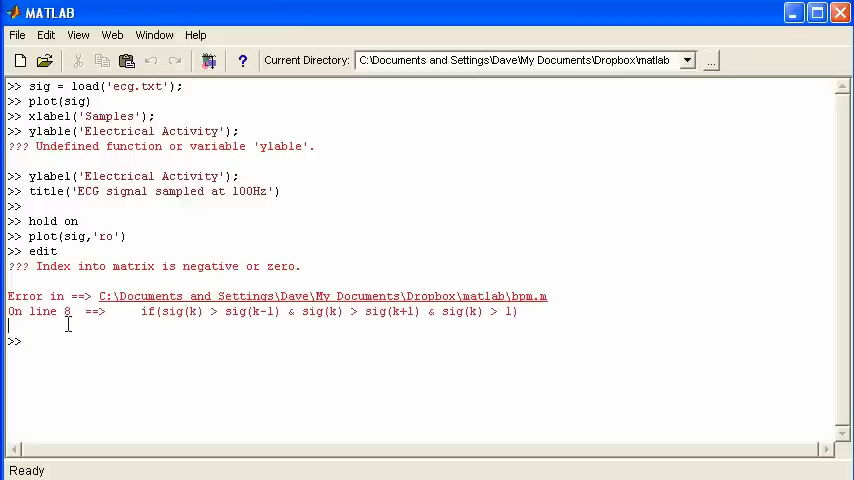 MATLAB
File Edit View Web Window Help
Current Directory: C:\Documents and Settings\Dave\My Documents\Dropbox\matlab ...
>> sig = load('ecg.txt');
>> plot(sig)
>> xlabel('Samples');
>> ylable('Electrical Activity');
??? Undefined function or variable 'ylable'.
>> ylabel('Electrical Activity');
>> title('ECG signal sampled at 100Hz')
>>
>> hold on
>> plot(sig,'ro')
>> edit
??? Index into matrix is negative or zero.
Error in ==> C:\Documents and Settings\Dave\My Documents\Dropbox\matlab\bpm.m
On line 8 ==> if(sig(k) > sig(k-1) & sig(k) > sig(k+1) & sig(k) > 1)
>>
Ready